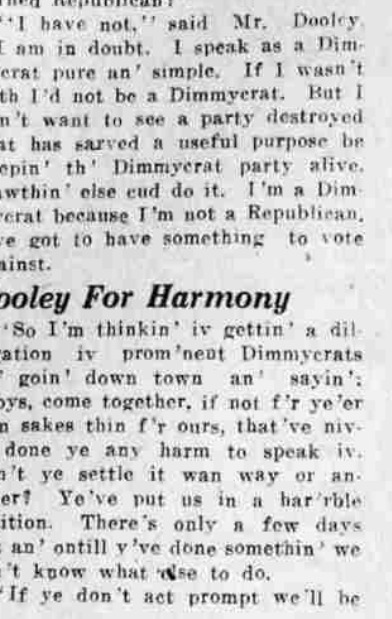 "I have not," said Mr. Dooley.
I am in doubt. I speak as a Dim-
crat pure an' simple. If I wasn't
th I'd not be a Dimmycrat. But I
n't want to see a party destroyed
at has sarved a useful purpose be
epin' th' Dimmycrat party alive.
awthin' else cud do it. I'm a Dim-
crat because I'm not a Republican.
ve got to have something to vote
ainst.
ooley For Harmony
'So I'm thinkin' iv gettin' a dil-
ation iv prom'nent Dimmycrats
' goin' down town an' sayin':
oys, come together, if not f'r ye'er
n sakes thin f'r ours, that've niv-
done ye any harm to speak iv.
n't ye settle it wan way or an-
er? Ye've put us in a har'rble
ition. There's only a few days
an' ontill y've done somethin' we
n't know what else to do.
'If ye don't act prompt we'll be